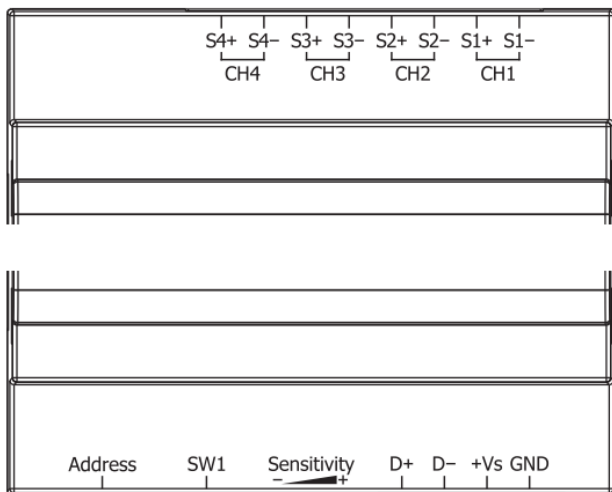 S4+ S4− S3+ S3− S2+ S2− S1+ S1−
CH4 CH3 CH2 CH1
Address SW1 Sensitivity D+ D− +Vs GND
− +